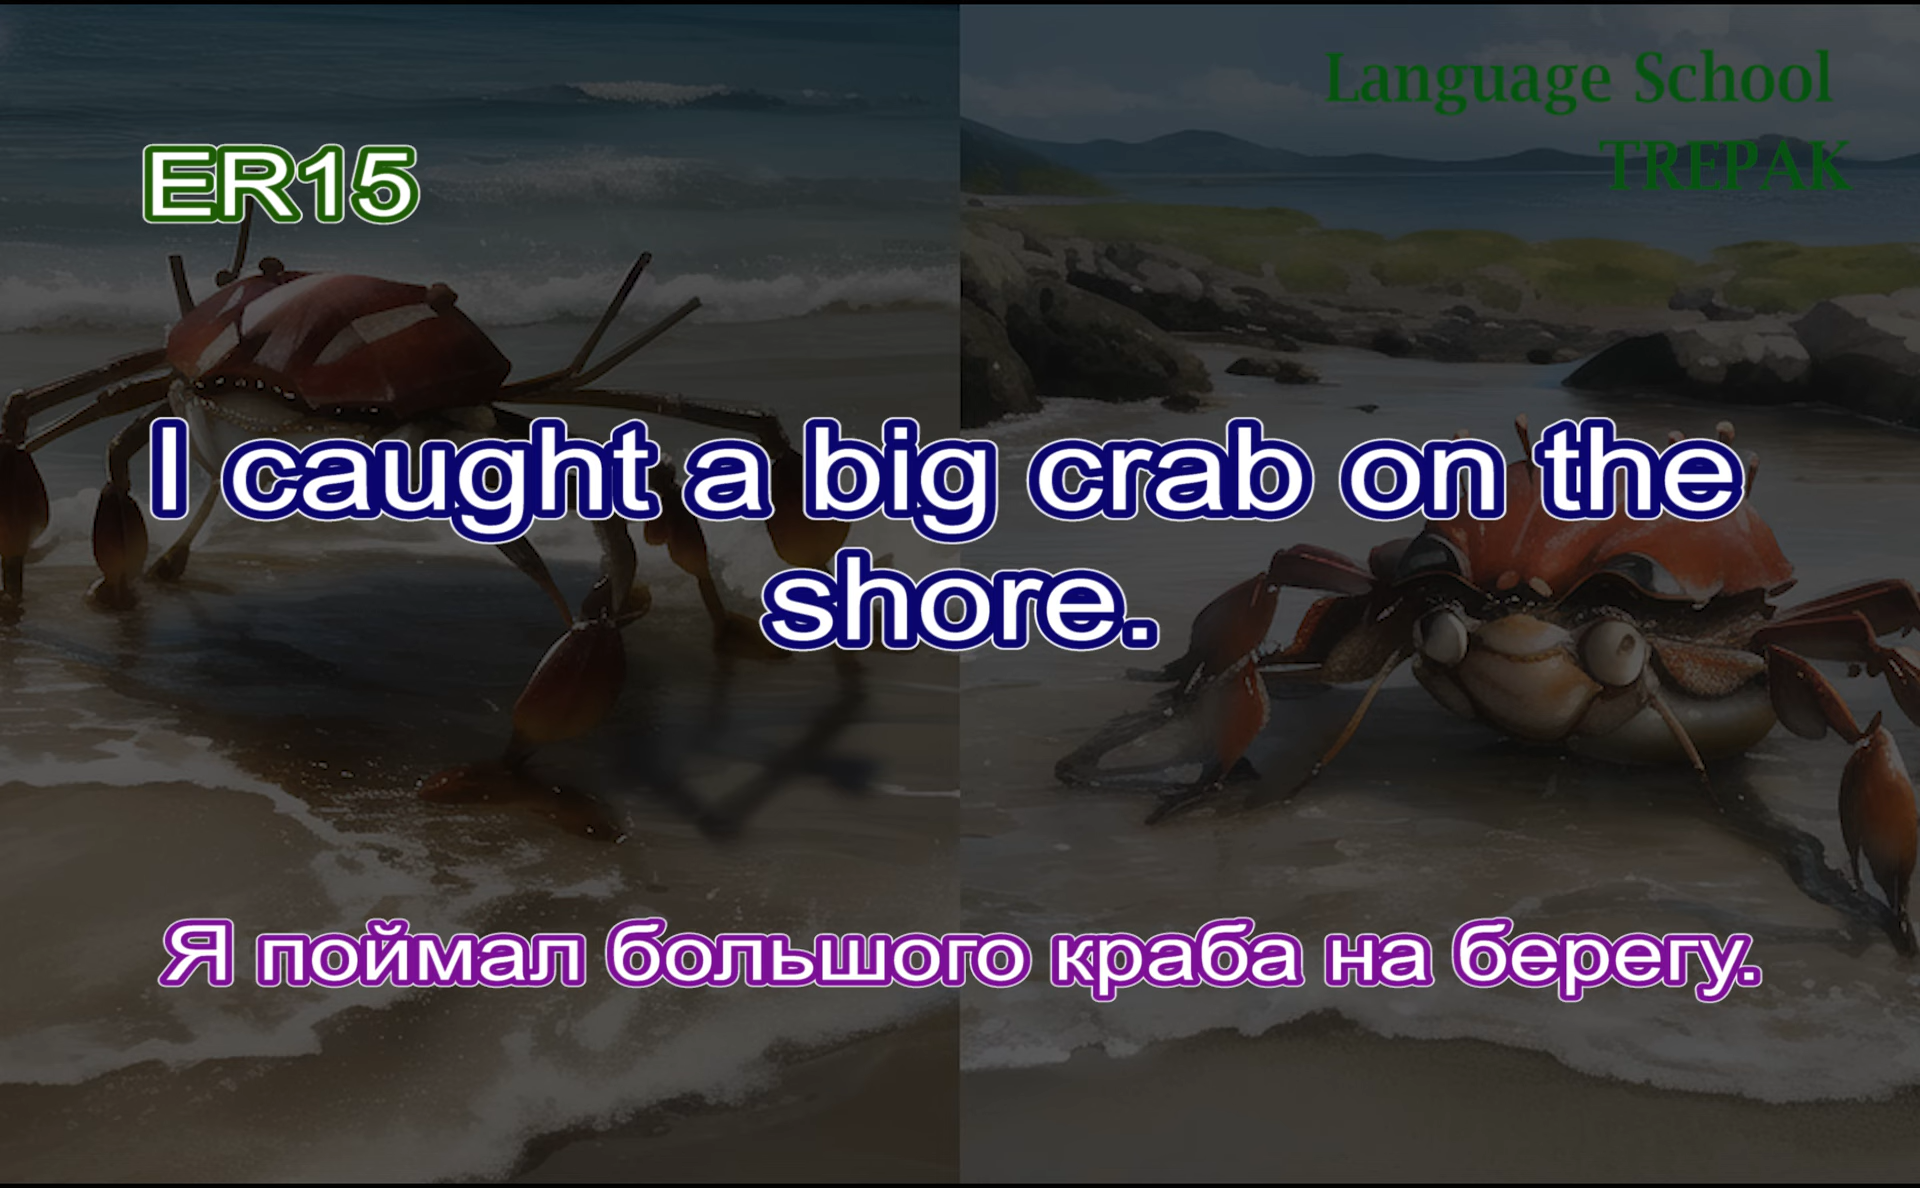 Language School
TREPAK
ER15
I caught a big crab on the
shore.
Я поймал большого краба на берегу.